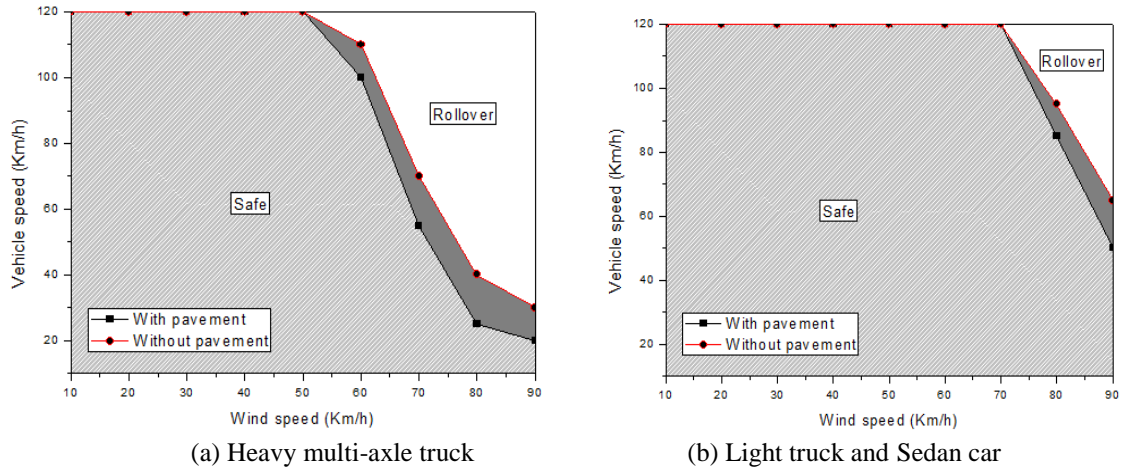 120
100
80
60
40
20
Vehicle speed (Km/h)
Rollover
Safe
With pavement
Without pavement
10 20 30 40 50 60 70 80 90
Wind speed (Km/h)
(a) Heavy multi-axle truck
120
100
80
60
40
20
Vehicle speed (Km/h)
Rollover
Safe
With pavement
Without pavement
10 20 30 40 50 60 70 80 90
Wind speed (Km/h)
(b) Light truck and Sedan car